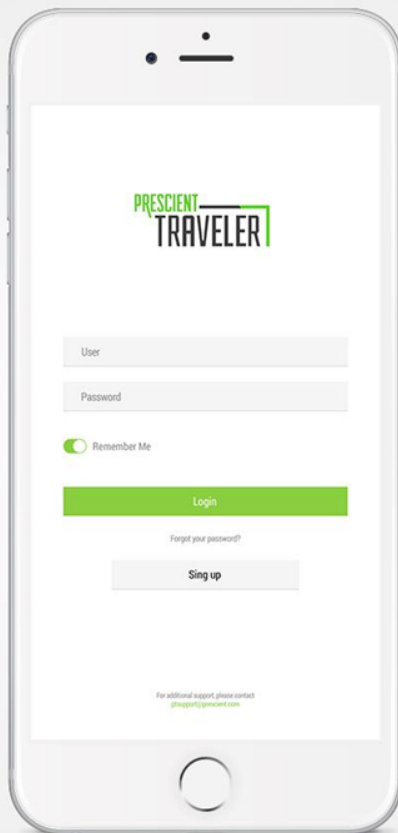 PRESCIENT
TRAVELER
User
Password
Remember Me
Login
Forgot your password?
Sing up
For additional support, please contact
ptsupport@prescient.com